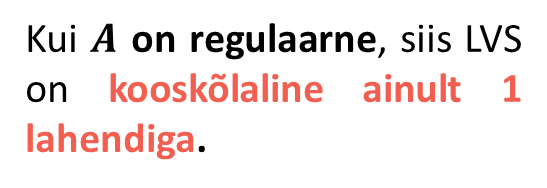 Kui A on regulaarne, siis LVS
on kooskõlaline ainult 1
lahendiga.